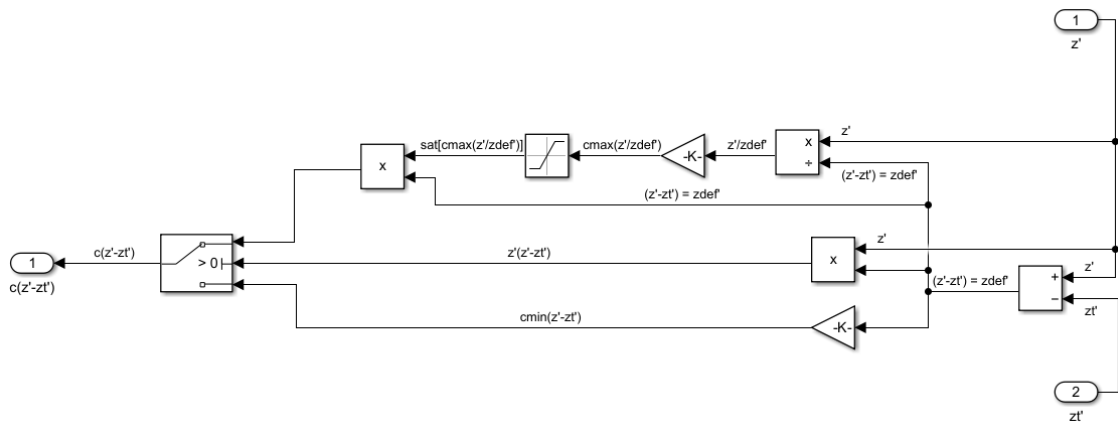 1
z'
z'
x
÷
z'/zdef'
-K-
cmax(z'/zdef')
sat[cmax(z'/zdef')]
x
(z'-zt') = zdef'
(z'-zt') = zdef'
z'
x
z'(z'-zt')
c(z'-zt')
1
c(z'-zt')
> 0
z'
+
−
zt'
(z'-zt') = zdef'
cmin(z'-zt')
-K-
2
zt'